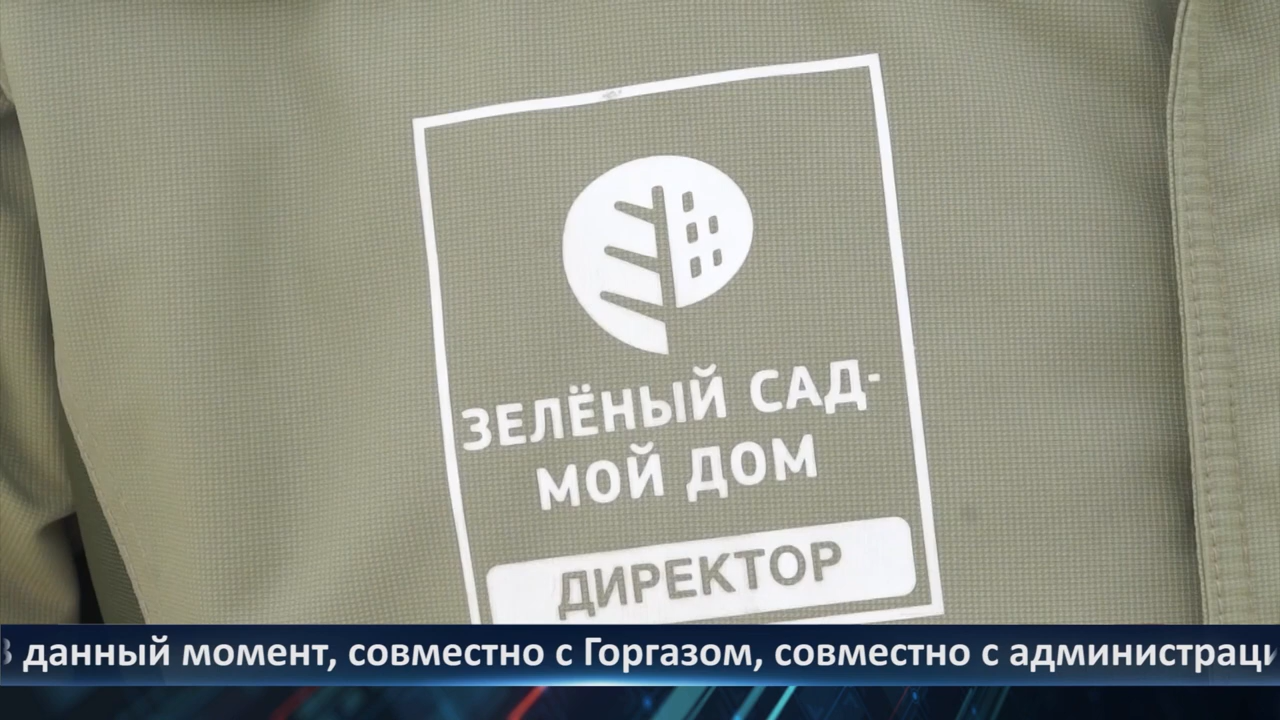 ЗЕЛЁНЫЙ САД-
МОЙ ДОМ
ДИРЕКТОР
В данный момент, совместно с Горгазом, совместно с администраци